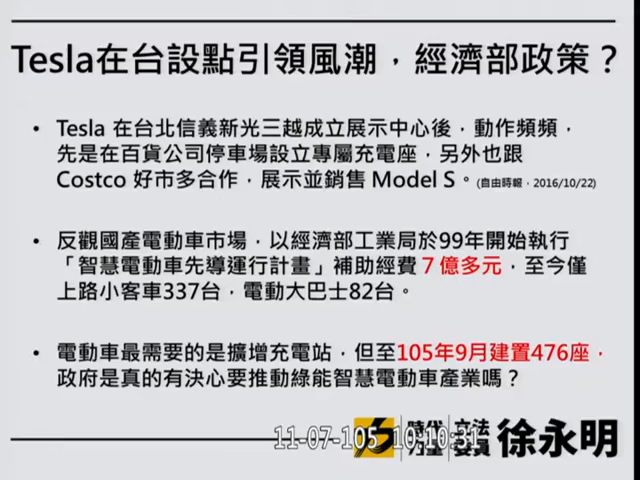 Tesla在台設點引領風潮，經濟部政策？
• Tesla 在台北信義新光三越成立展示中心後，動作頻頻，
先是在百貨公司停車場設立專屬充電座，另外也跟
Costco 好市多合作，展示並銷售 Model S。(自由時報，2016/10/22)
• 反觀國產電動車市場，以經濟部工業局於99年開始執行
「智慧電動車先導運行計畫」補助經費７億多元，至今僅
上路小客車337台，電動大巴士82台。
• 電動車最需要的是擴增充電站，但至105年9月建置476座，
政府是真的有決心要推動綠能智慧電動車產業嗎？
時代力量 立法委員 徐永明
11-07-105 10:10:31